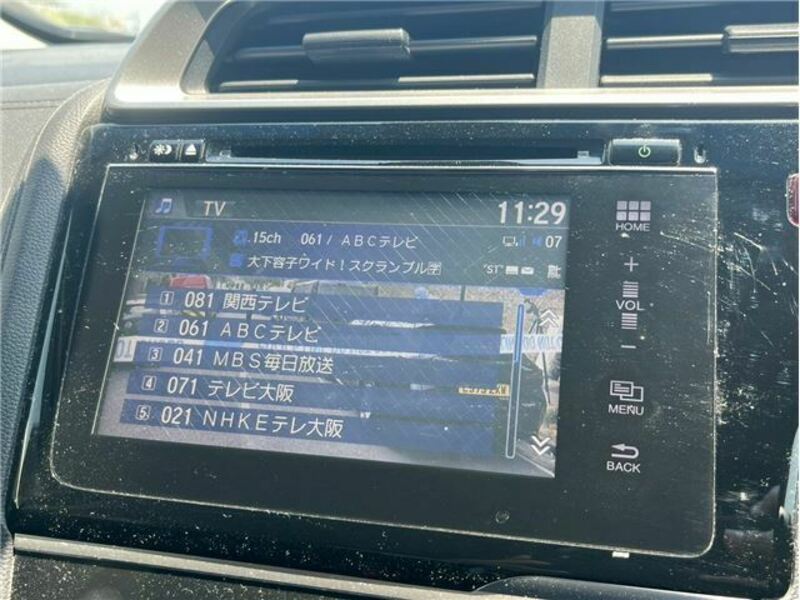 TV 11:29
.15ch 061/ ABCテレビ 07
大下容子ワイド！スクランブル字
"ST"
1 081 関西テレビ
2 061 ABCテレビ
3 041 MBS毎日放送
4 071 テレビ大阪
5 021 NHKEテレ大阪
HOME
+
VOL
−
MENU
BACK